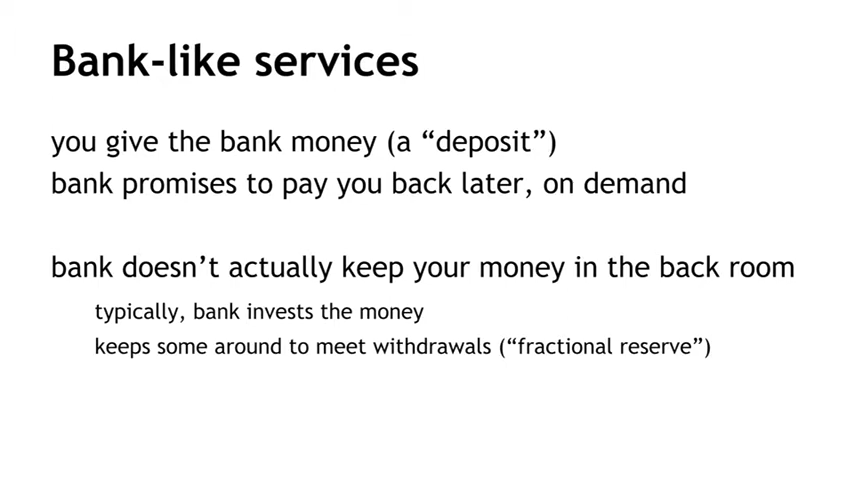 Bank-like services
you give the bank money (a “deposit”)
bank promises to pay you back later, on demand
bank doesn’t actually keep your money in the back room
typically, bank invests the money
keeps some around to meet withdrawals (“fractional reserve”)